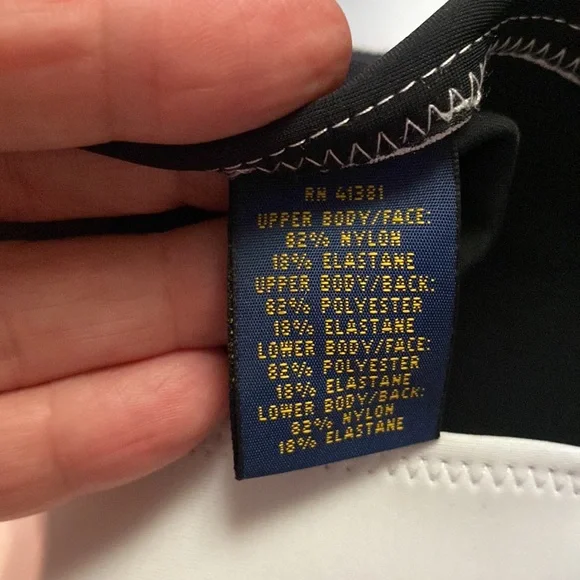 RN 41381
UPPER BODY/FACE:
82% NYLON
18% ELASTANE
UPPER BODY/BACK:
82% POLYESTER
18% ELASTANE
LOWER BODY/FACE:
82% POLYESTER
18% ELASTANE
LOWER BODY/BACK:
82% NYLON
18% ELASTANE